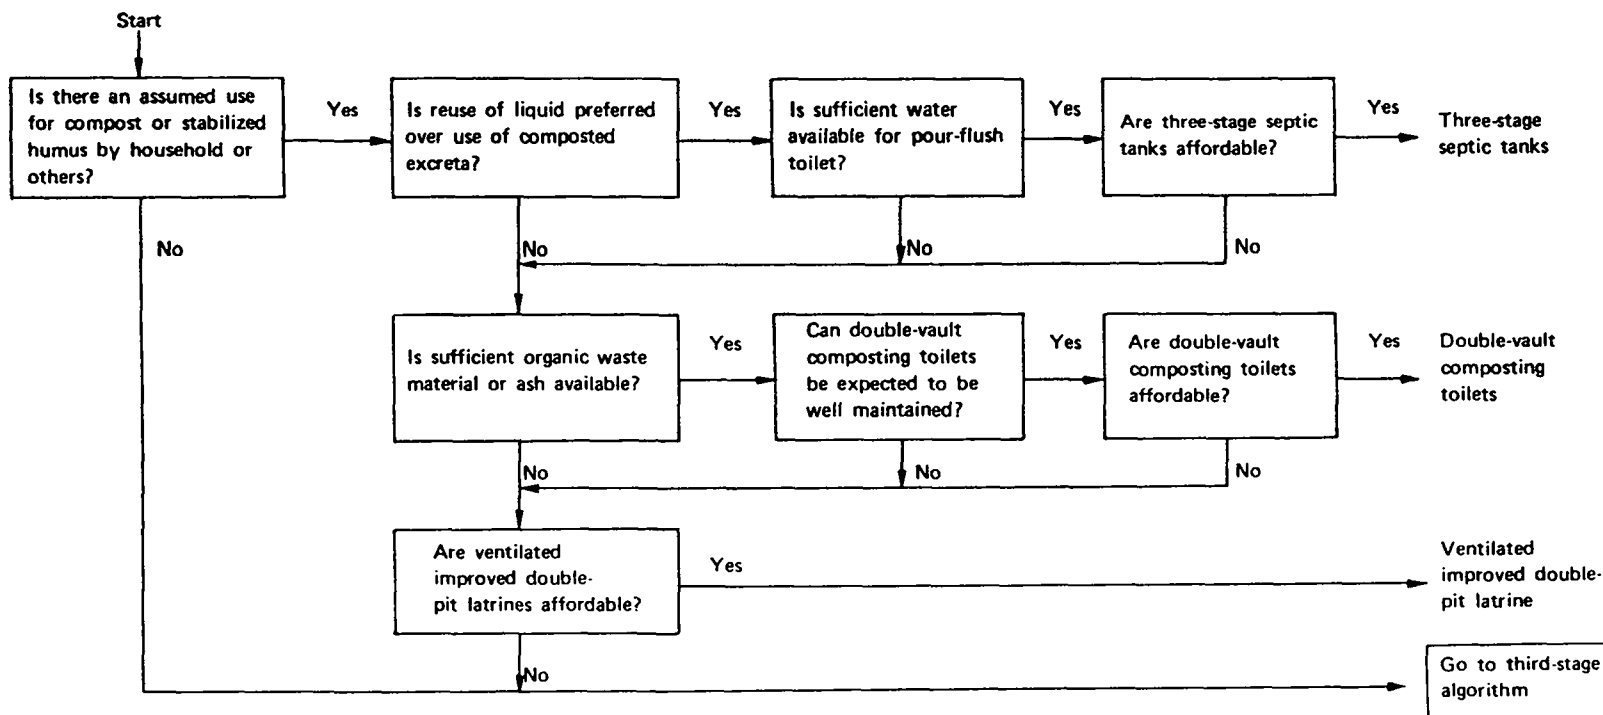 Start
Is there an assumed use
for compost or stabilized
humus by household or
others?
Yes
Is reuse of liquid preferred
over use of composted
excreta?
Yes
Is sufficient water
available for pour-flush
toilet?
Yes
Are three-stage septic
tanks affordable?
Yes
Three-stage
septic tanks
No
No
No
No
Is sufficient organic waste
material or ash available?
Yes
Can double-vault
composting toilets
be expected to be
well maintained?
Yes
Are double-vault
composting toilets
affordable?
Yes
Double-vault
composting
toilets
No
No
No
Are ventilated
improved double-
pit latrines affordable?
Yes
Ventilated
improved double-
pit latrine
No
Go to third-stage
algorithm